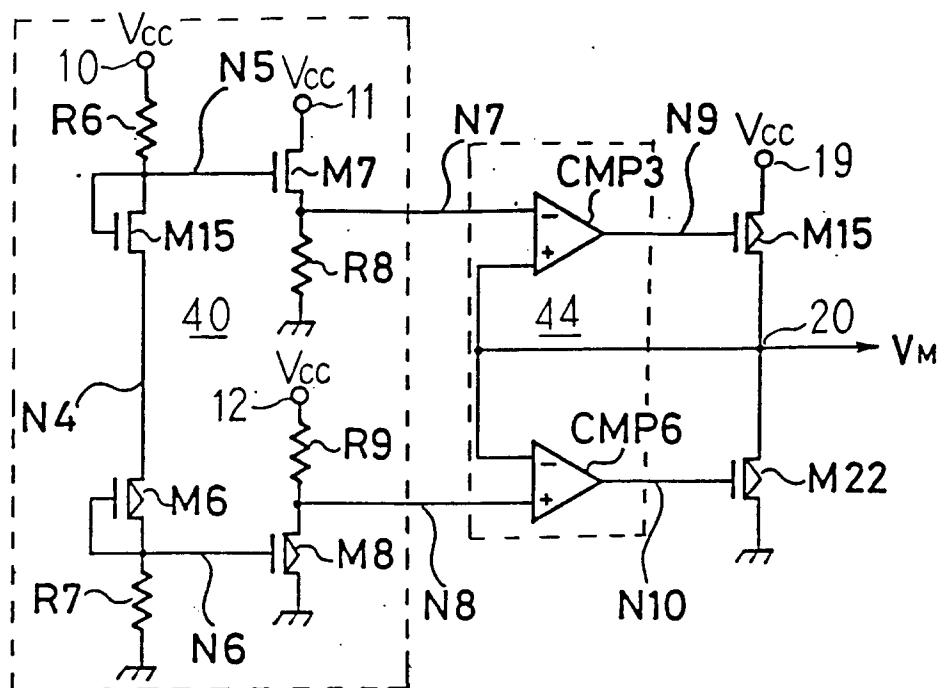 Vcc
10
N5
Vcc
11
R6
M7
N7
N9
Vcc
19
CMP3
M15
R8
−
+
M15
40
44
20
VM
Vcc
12
N4
R9
CMP6
M6
−
+
M22
M8
R7
N6
N8
N10